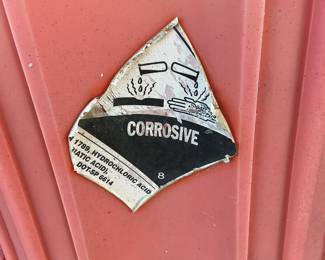 CORROSIVE
1789, HYDROCHLORIC ACID
IATIC ACID),
DOT-SP 6614
8